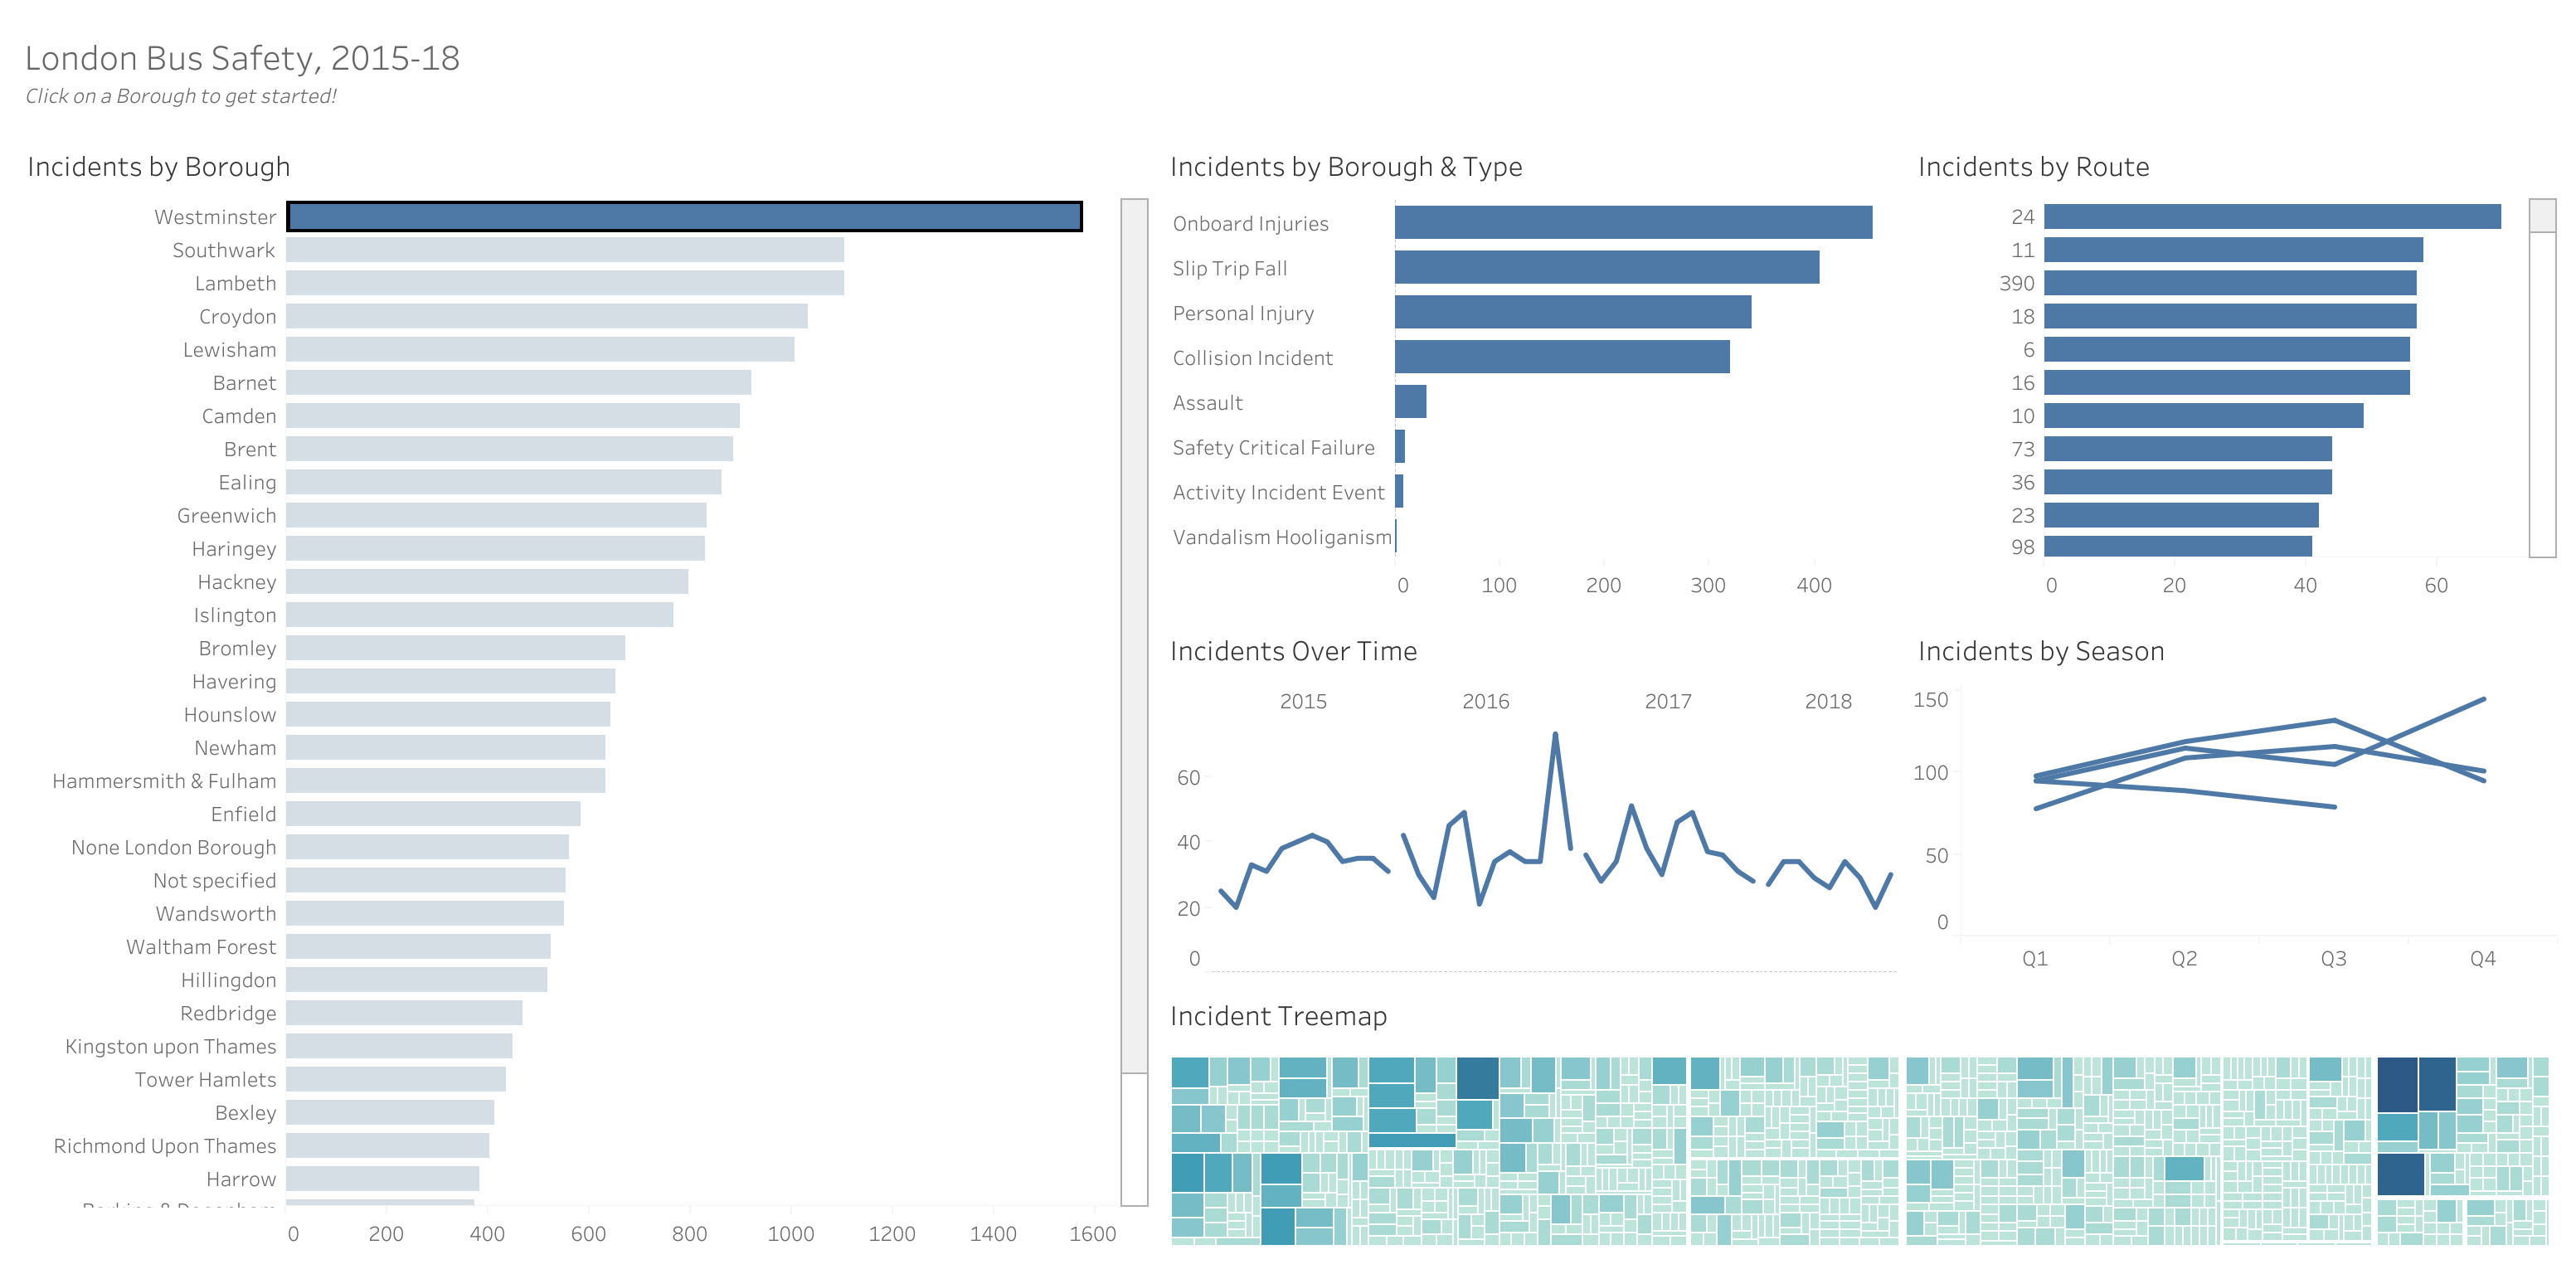 London Bus Safety, 2015-18
Click on a Borough to get started!
Incidents by Borough
Westminster
Southwark
Lambeth
Croydon
Lewisham
Barnet
Camden
Brent
Ealing
Greenwich
Haringey
Hackney
Islington
Bromley
Havering
Hounslow
Newham
Hammersmith & Fulham
Enfield
None London Borough
Not specified
Wandsworth
Waltham Forest
Hillingdon
Redbridge
Kingston upon Thames
Tower Hamlets
Bexley
Richmond Upon Thames
Harrow
0 200 400 600 800 1000 1200 1400 1600
Incidents by Borough & Type
Onboard Injuries
Slip Trip Fall
Personal Injury
Collision Incident
Assault
Safety Critical Failure
Activity Incident Event
Vandalism Hooliganism
0 100 200 300 400
Incidents by Route
24
11
390
18
6
16
10
73
36
23
98
0 20 40 60
Incidents Over Time
2015 2016 2017 2018
60
40
20
0
Incidents by Season
150
100
50
0
Q1 Q2 Q3 Q4
Incident Treemap